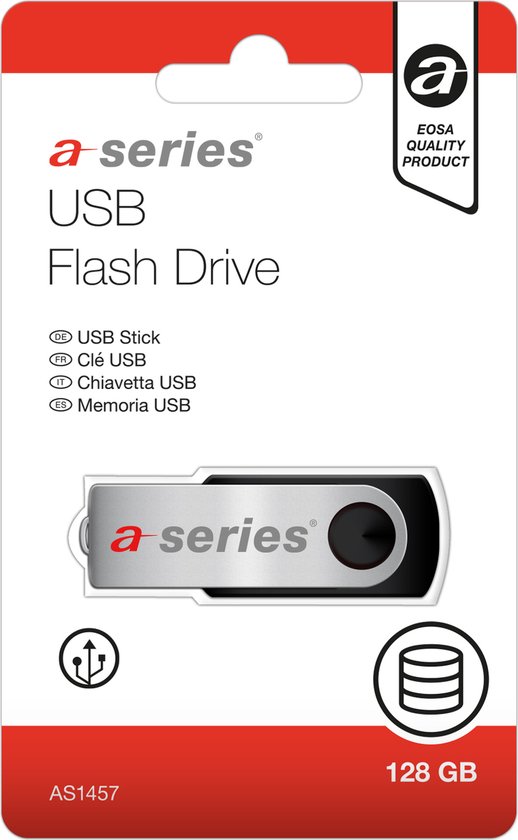 a
EOSA
QUALITY
PRODUCT
a-series®
USB
Flash Drive
DE USB Stick
FR Clé USB
IT Chiavetta USB
ES Memoria USB
a-series®
128 GB
AS1457